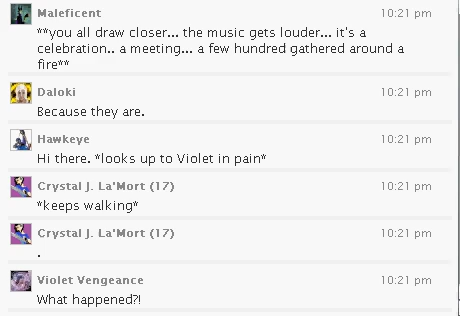 Maleficent 10:21 pm
**you all draw closer... the music gets louder... it's a
celebration.. a meeting... a few hundred gathered around a
fire**
Daloki 10:21 pm
Because they are.
Hawkeye 10:21 pm
Hi there. *looks up to Violet in pain*
Crystal J. La'Mort (17) 10:21 pm
*keeps walking*
Crystal J. La'Mort (17) 10:21 pm
.
Violet Vengeance 10:21 pm
What happened?!